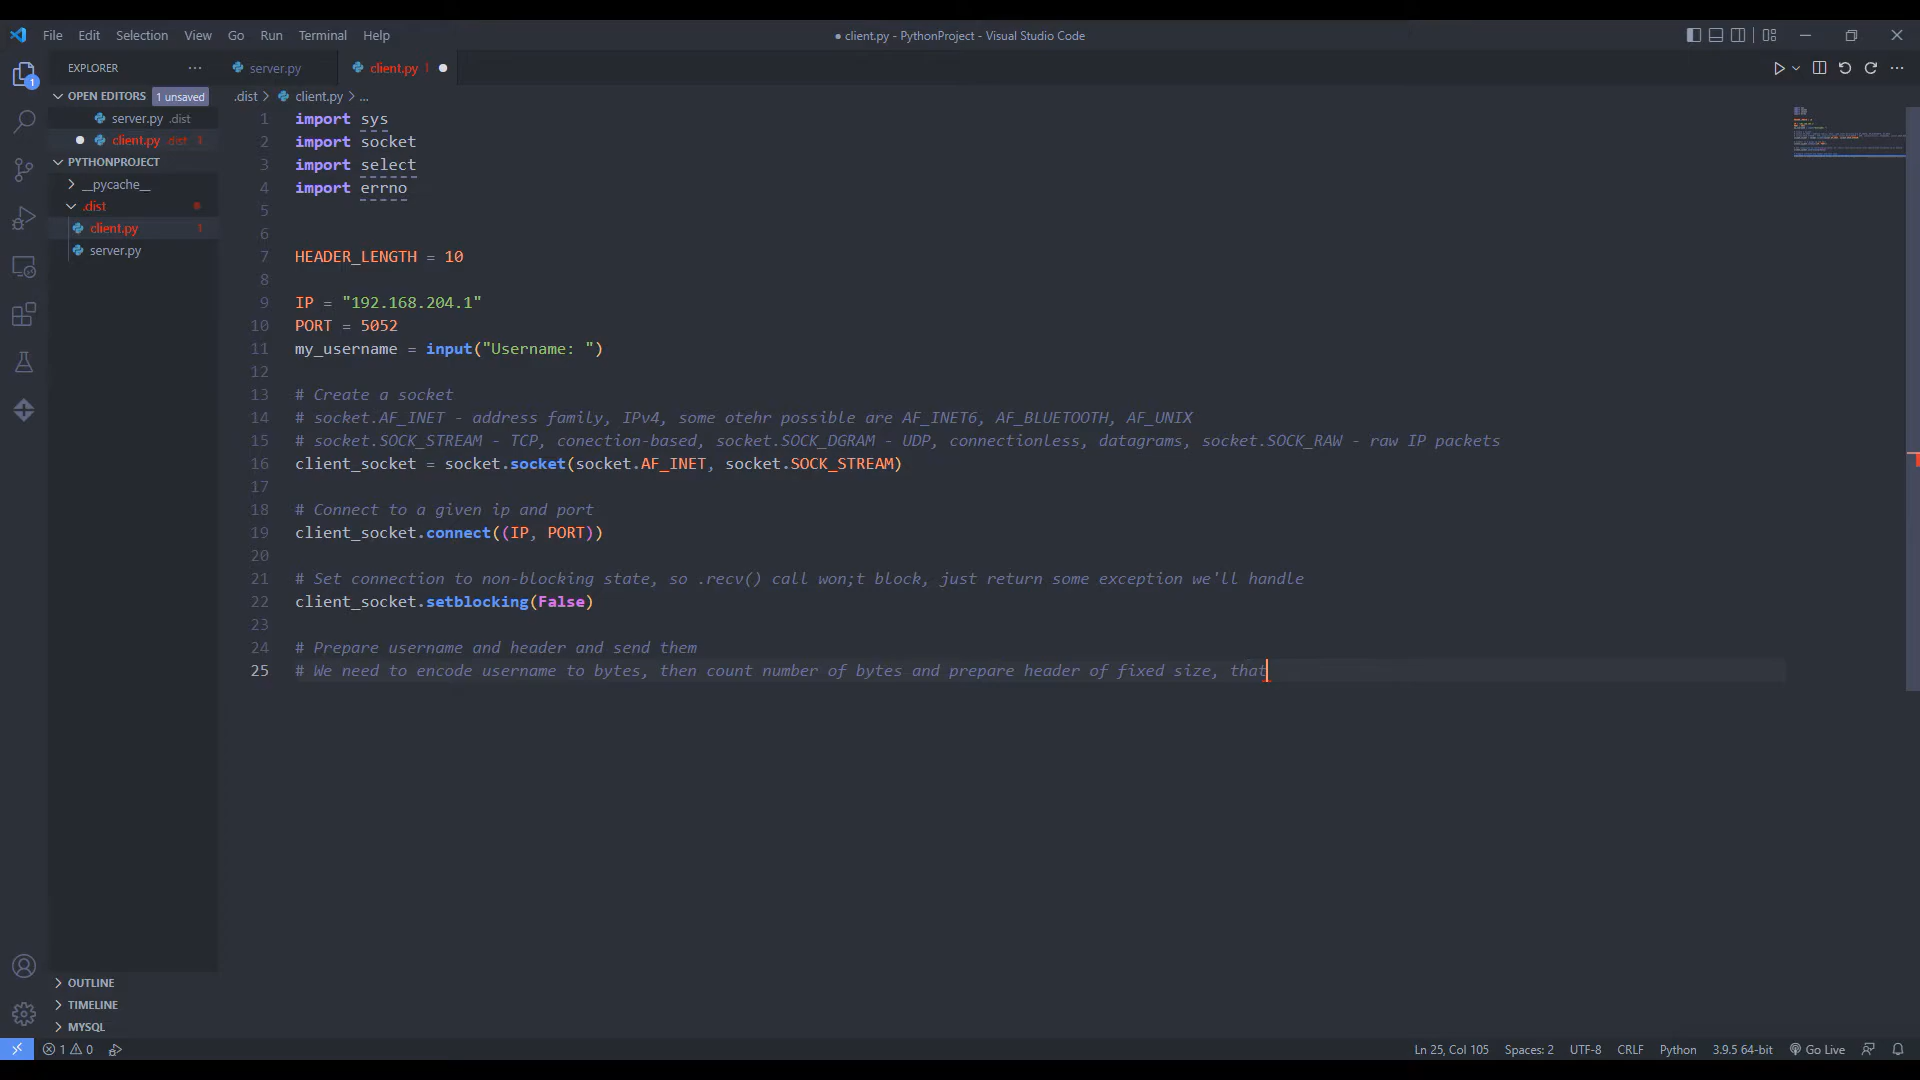 File Edit Selection View Go Run Terminal Help
● client.py - PythonProject - Visual Studio Code
EXPLORER ...
server.py
client.py 1
OPEN EDITORS 1 unsaved
server.py .dist
client.py .dist 1
PYTHONPROJECT
__pycache__
.dist
client.py 1
server.py
OUTLINE
TIMELINE
MYSQL
1
.dist > client.py > ...
1 import sys
2 import socket
3 import select
4 import errno
5
6
7 HEADER_LENGTH = 10
8
9 IP = "192.168.204.1"
10 PORT = 5052
11 my_username = input("Username: ")
12
13 # Create a socket
14 # socket.AF_INET - address family, IPv4, some otehr possible are AF_INET6, AF_BLUETOOTH, AF_UNIX
15 # socket.SOCK_STREAM - TCP, conection-based, socket.SOCK_DGRAM - UDP, connectionless, datagrams, socket.SOCK_RAW - raw IP packets
16 client_socket = socket.socket(socket.AF_INET, socket.SOCK_STREAM)
17
18 # Connect to a given ip and port
19 client_socket.connect((IP, PORT))
20
21 # Set connection to non-blocking state, so .recv() call won;t block, just return some exception we'll handle
22 client_socket.setblocking(False)
23
24 # Prepare username and header and send them
25 # We need to encode username to bytes, then count number of bytes and prepare header of fixed size, that
1 0
Ln 25, Col 105 Spaces: 2 UTF-8 CRLF Python 3.9.5 64-bit Go Live